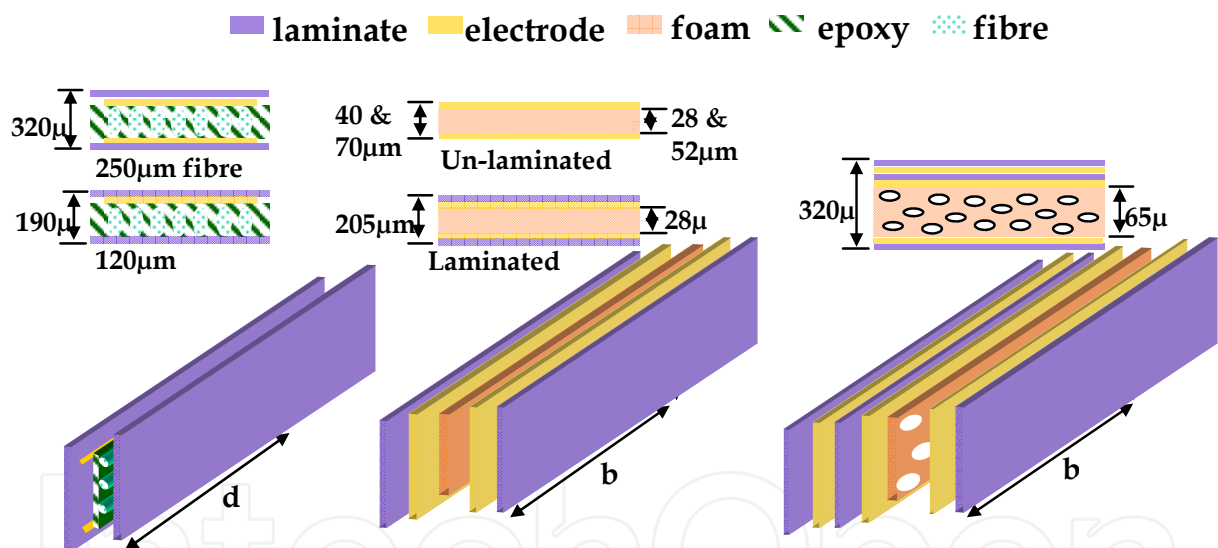 laminate electrode foam epoxy fibre
320μ
250μm fibre
190μ
120μm
40 &
70μm
28 &
52μm
Un-laminated
205μm
28μ
Laminated
320μ
65μ
d
b
b
IntechOpen